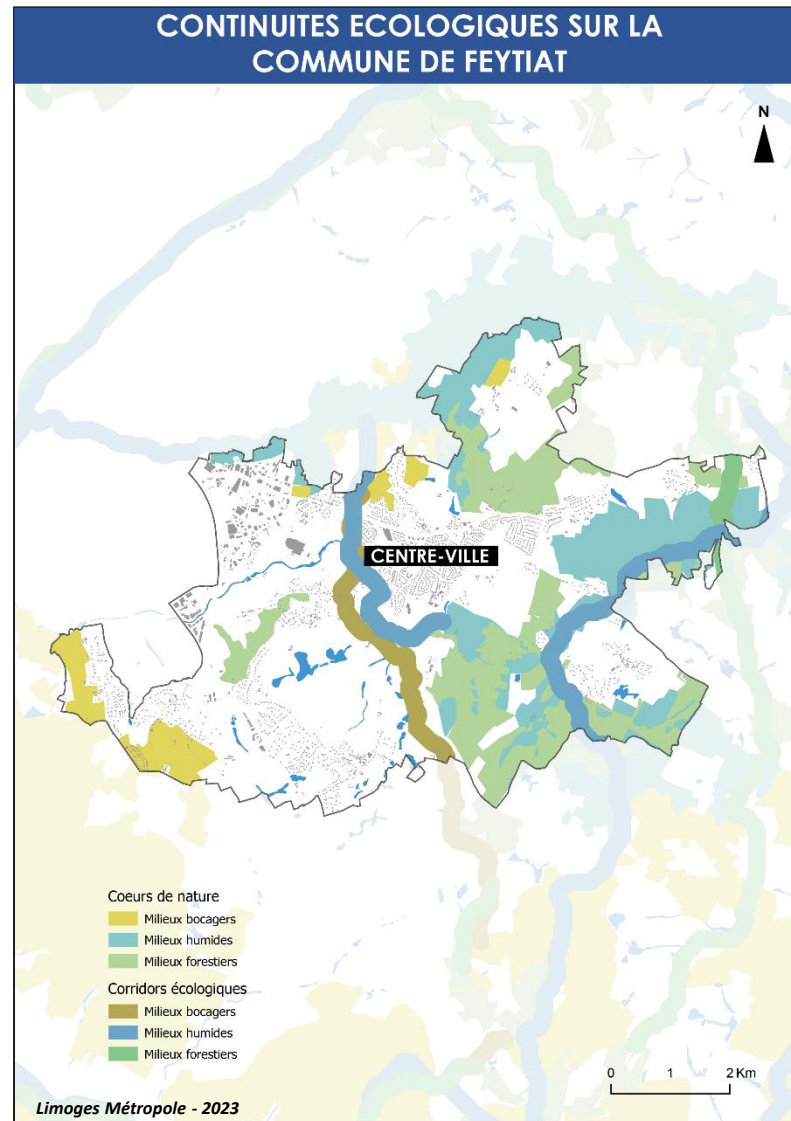 CONTINUITES ECOLOGIQUES SUR LA
COMMUNE DE FEYTIAT
N
CENTRE-VILLE
Coeurs de nature
Milieux bocagers
Milieux humides
Milieux forestiers
Corridors écologiques
Milieux bocagers
Milieux humides
Milieux forestiers
0 1 2 Km
Limoges Métropole - 2023